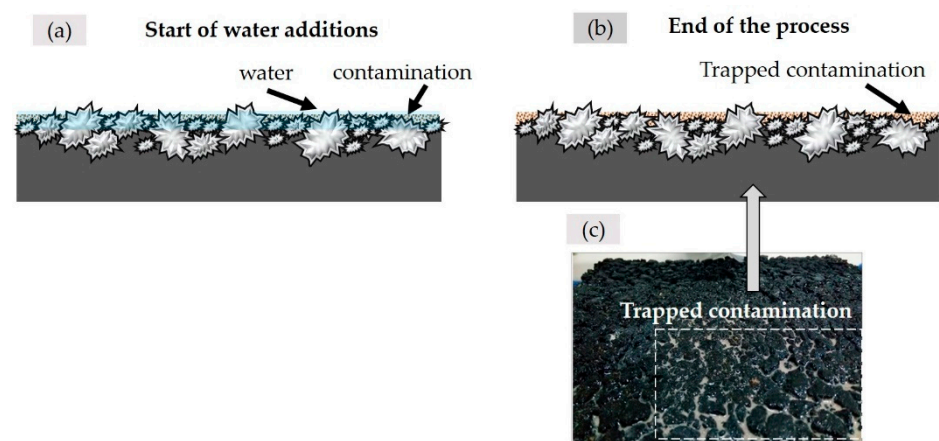 (a)
Start of water additions
water
contamination
(b)
End of the process
Trapped contamination
(c)
Trapped contamination